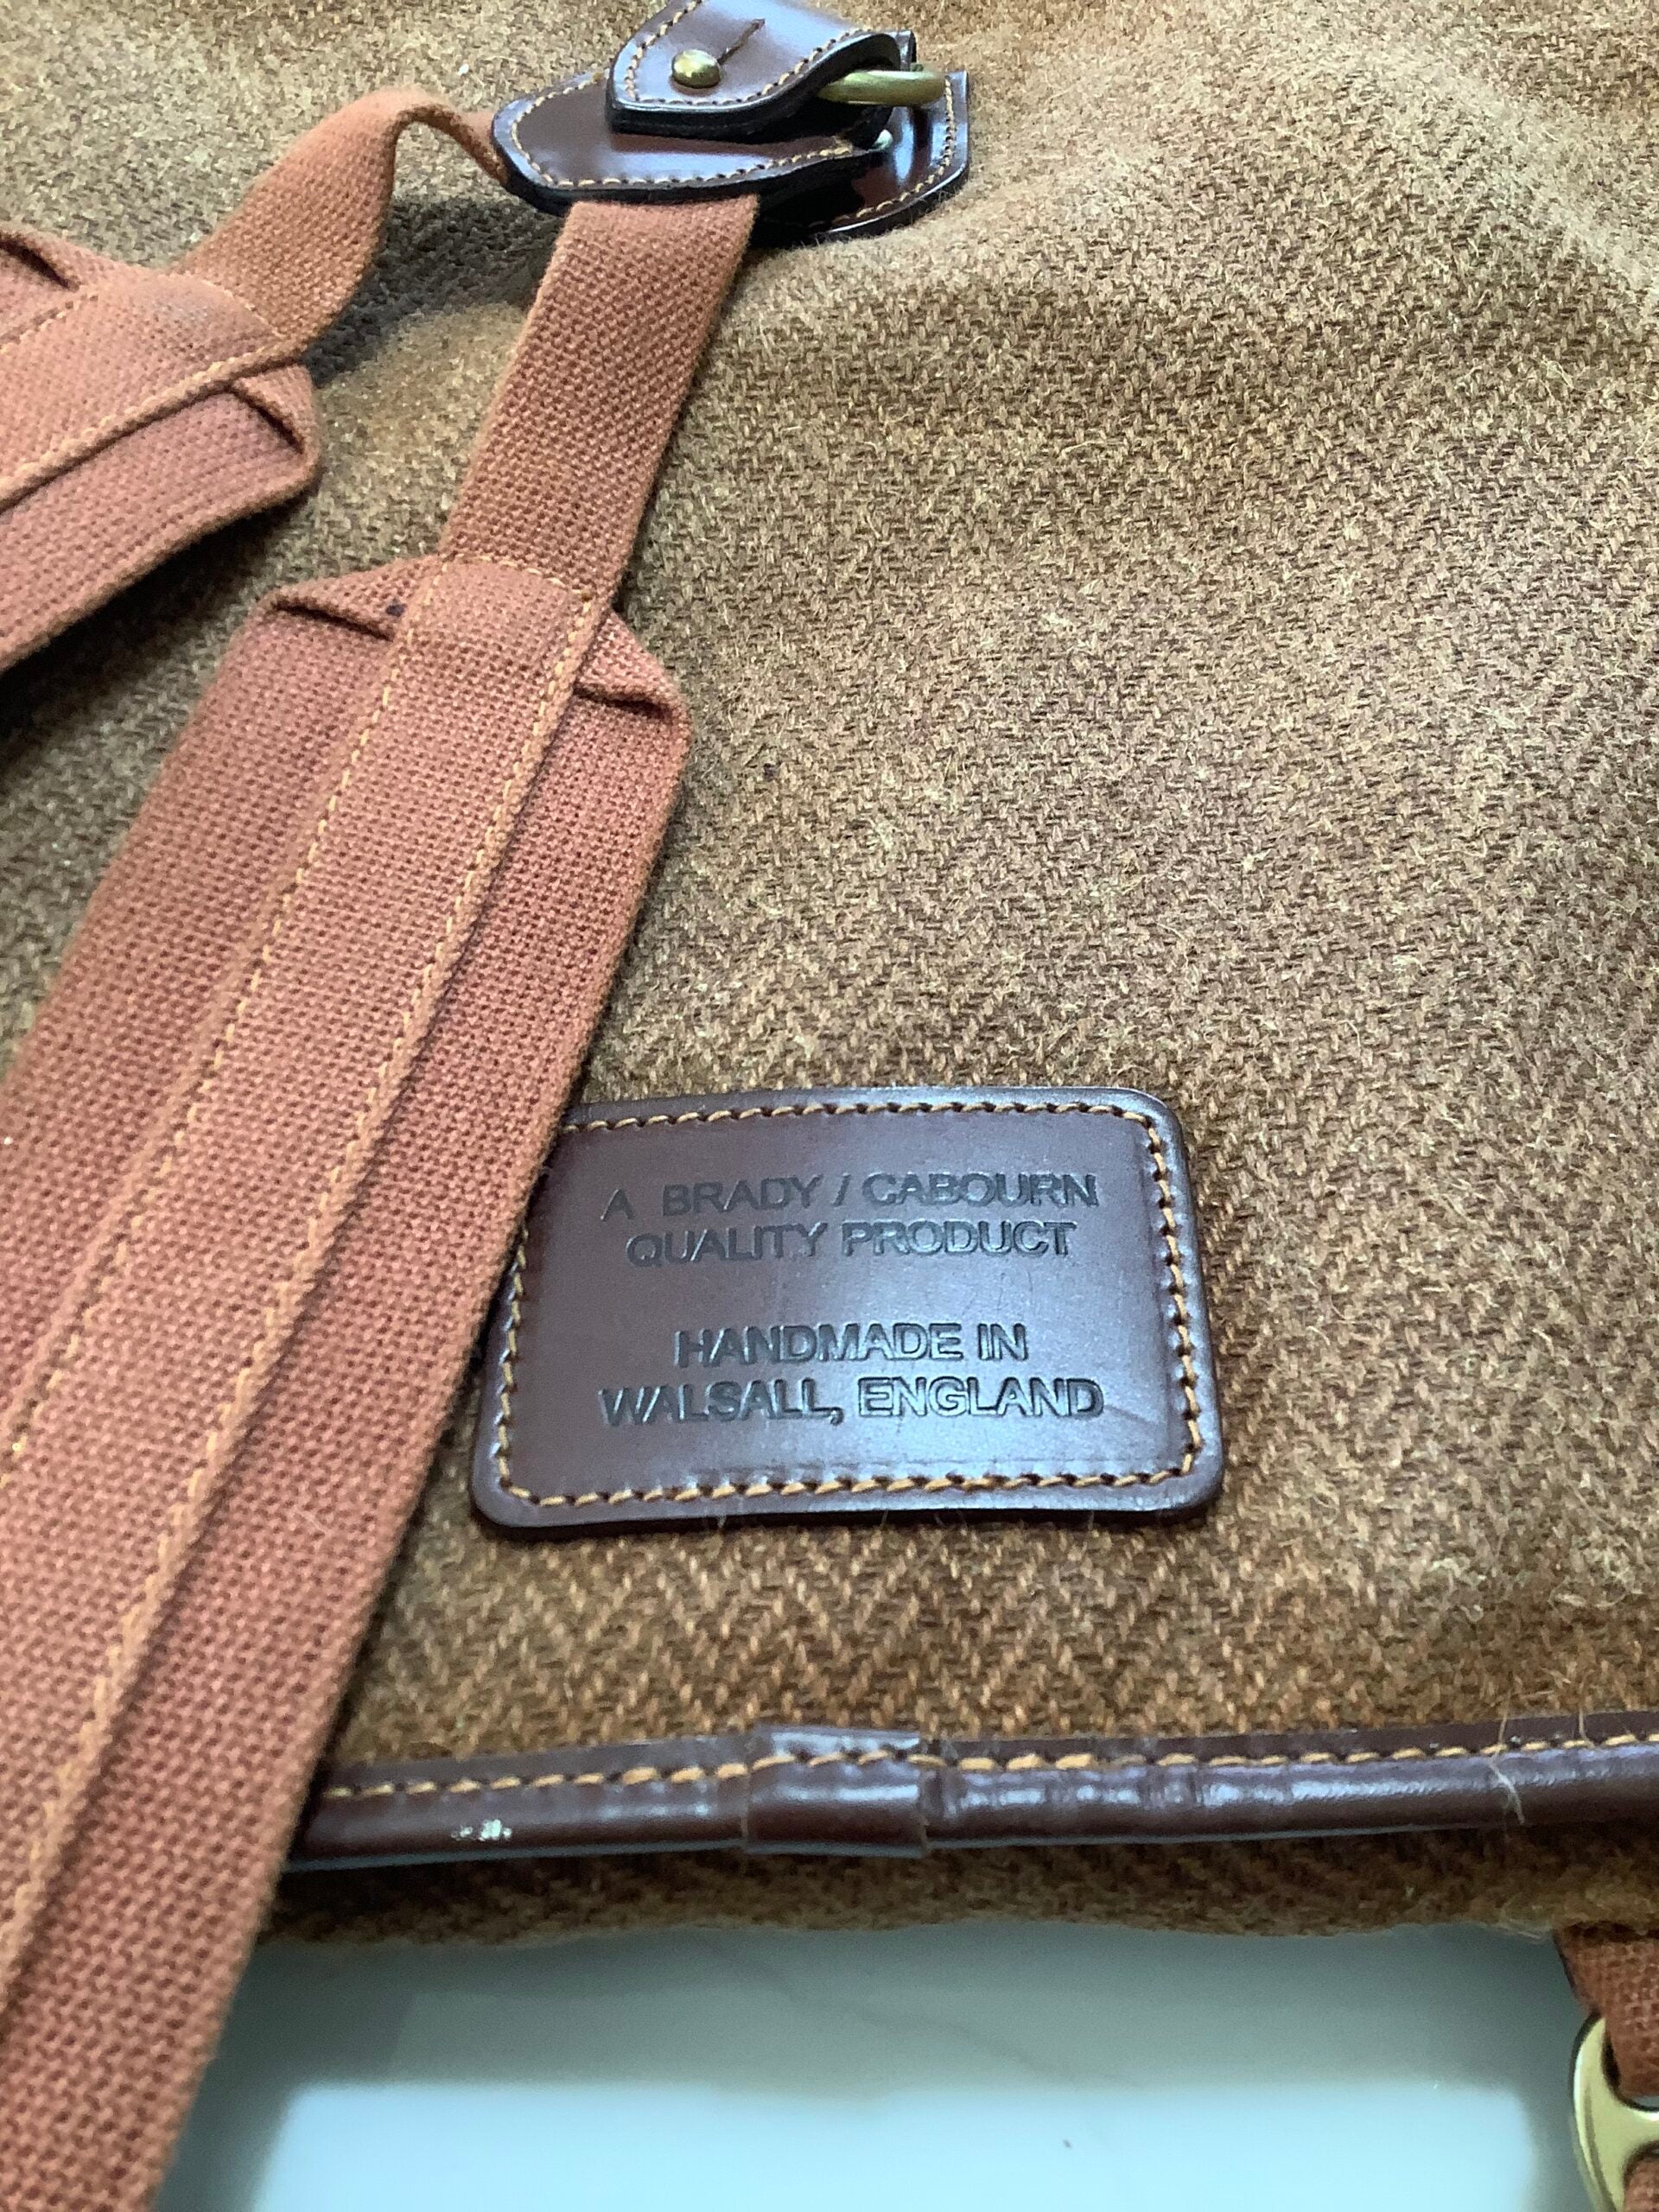 A BRADY / CABOURN
QUALITY PRODUCT
HANDMADE IN
WALSALL, ENGLAND